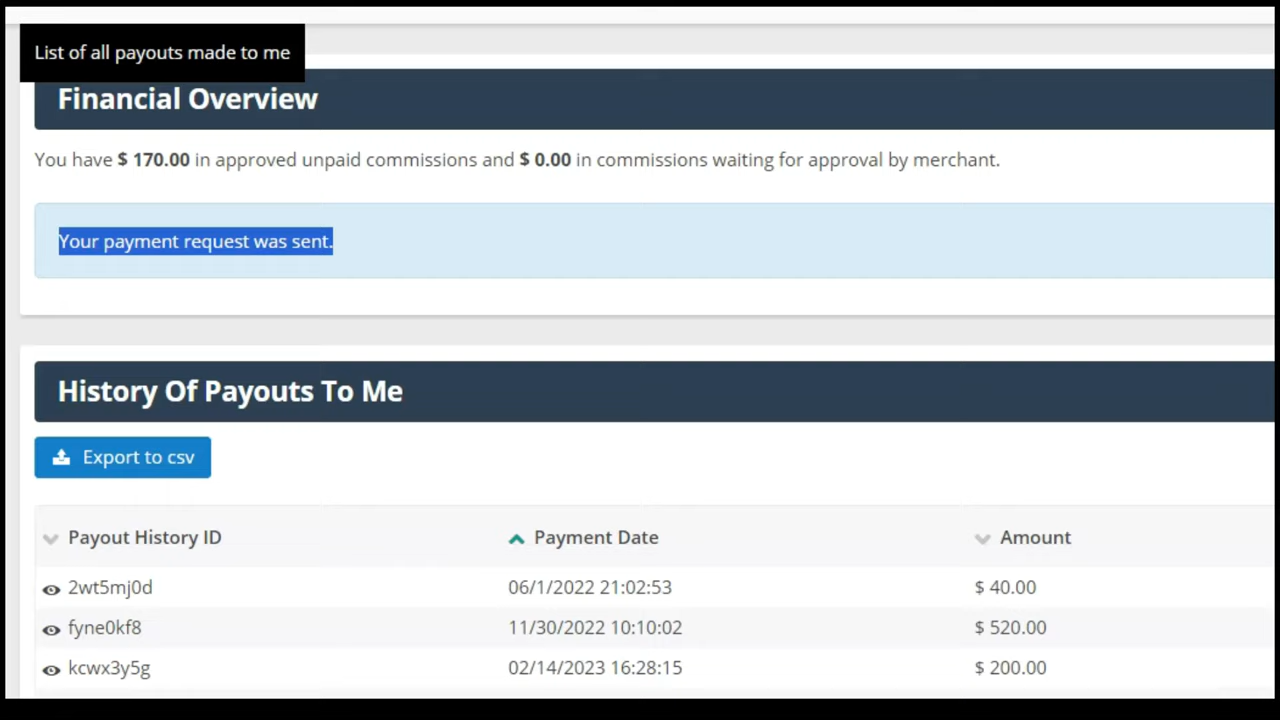 List of all payouts made to me
Financial Overview
You have $ 170.00 in approved unpaid commissions and $ 0.00 in commissions waiting for approval by merchant.
Your payment request was sent.
History Of Payouts To Me
Export to csv
Payout History ID Payment Date Amount
2wt5mj0d 06/1/2022 21:02:53 $ 40.00
fyne0kf8 11/30/2022 10:10:02 $ 520.00
kcwx3y5g 02/14/2023 16:28:15 $ 200.00